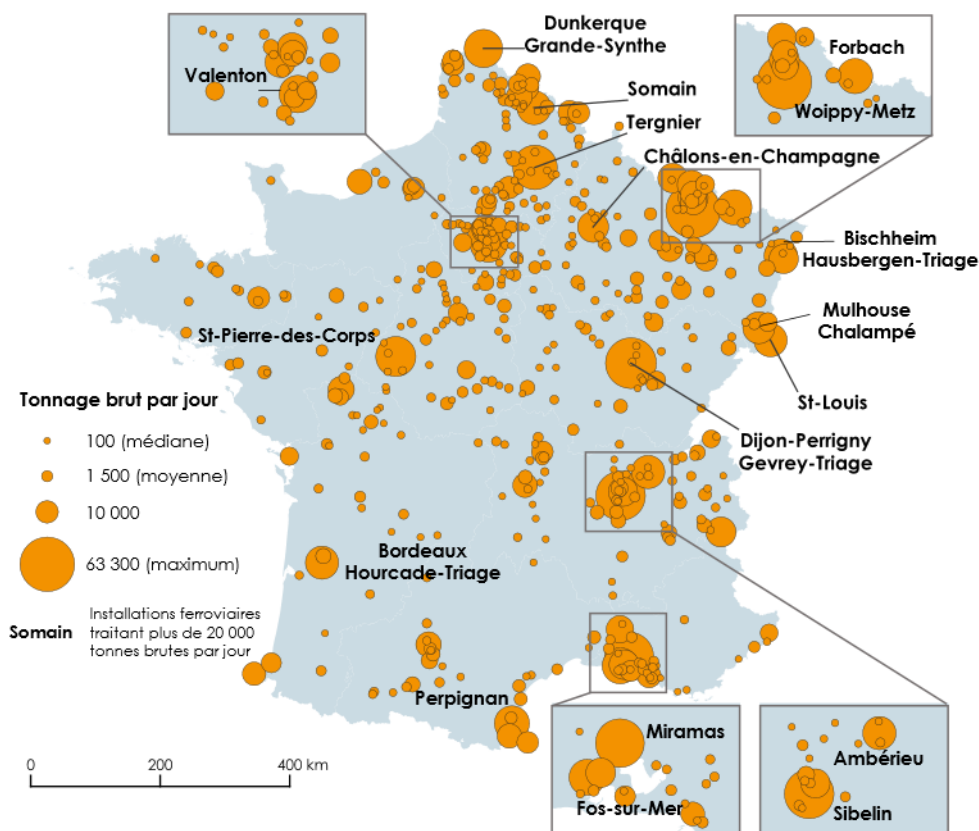 Dunkerque
Grande-Synthe
Valenton
Forbach
Woippy-Metz
Somain
Tergnier
Châlons-en-Champagne
Bischheim
Hausbergen-Triage
Mulhouse
Chalampé
St-Pierre-des-Corps
St-Louis
Dijon-Perrigny
Gevrey-Triage
Tonnage brut par jour
100 (médiane)
1 500 (moyenne)
10 000
63 300 (maximum)
Somain
Installations ferroviaires
traitant plus de 20 000
tonnes brutes par jour
Bordeaux
Hourcade-Triage
Perpignan
Miramas
Fos-sur-Mer
Ambérieu
Sibelin
0
200
400 km